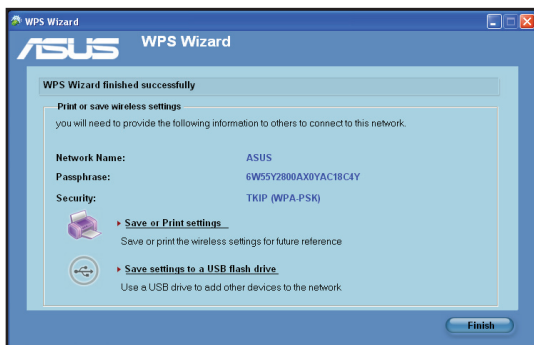 WPS Wizard
ASUS WPS Wizard
WPS Wizard finished successfully
Print or save wireless settings
you will need to provide the following information to others to connect to this network.
Network Name: ASUS
Passphrase: 6W55Y2800AX0YAC18C4Y
Security: TKIP (WPA-PSK)
Save or Print settings
Save or print the wireless settings for future reference
Save settings to a USB flash drive
Use a USB drive to add other devices to the network
Finish